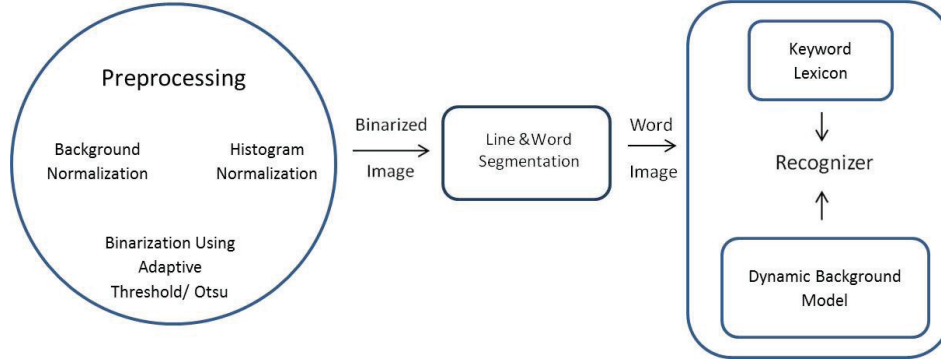 Preprocessing
Background
Normalization
Histogram
Normalization
Binarization Using
Adaptive
Threshold/ Otsu
Binarized
Image
Line &Word
Segmentation
Word
Image
Keyword
Lexicon
Recognizer
Dynamic Background
Model